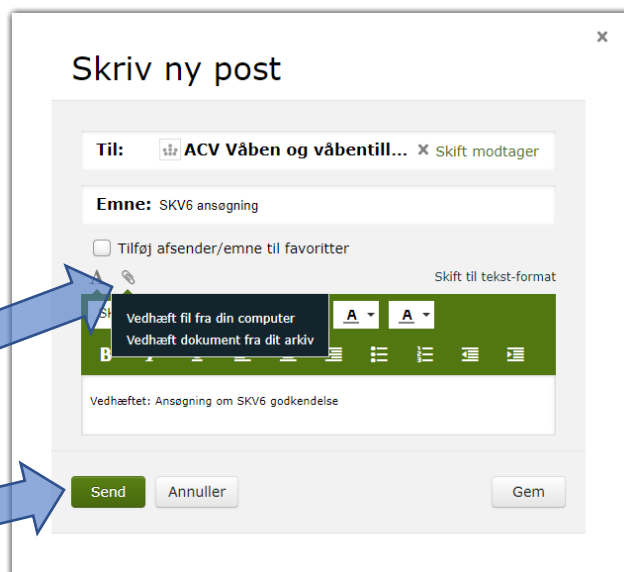 Skriv ny post
Til: ACV Våben og våbentill... × Skift modtager
Emne: SKV6 ansøgning
Tilføj afsender/emne til favoritter
A Skift til tekst-format
Vedhæft fil fra din computer A A
Vedhæft dokument fra dit arkiv
B
Vedhæftet: Ansøgning om SKV6 godkendelse
Send Annuller Gem